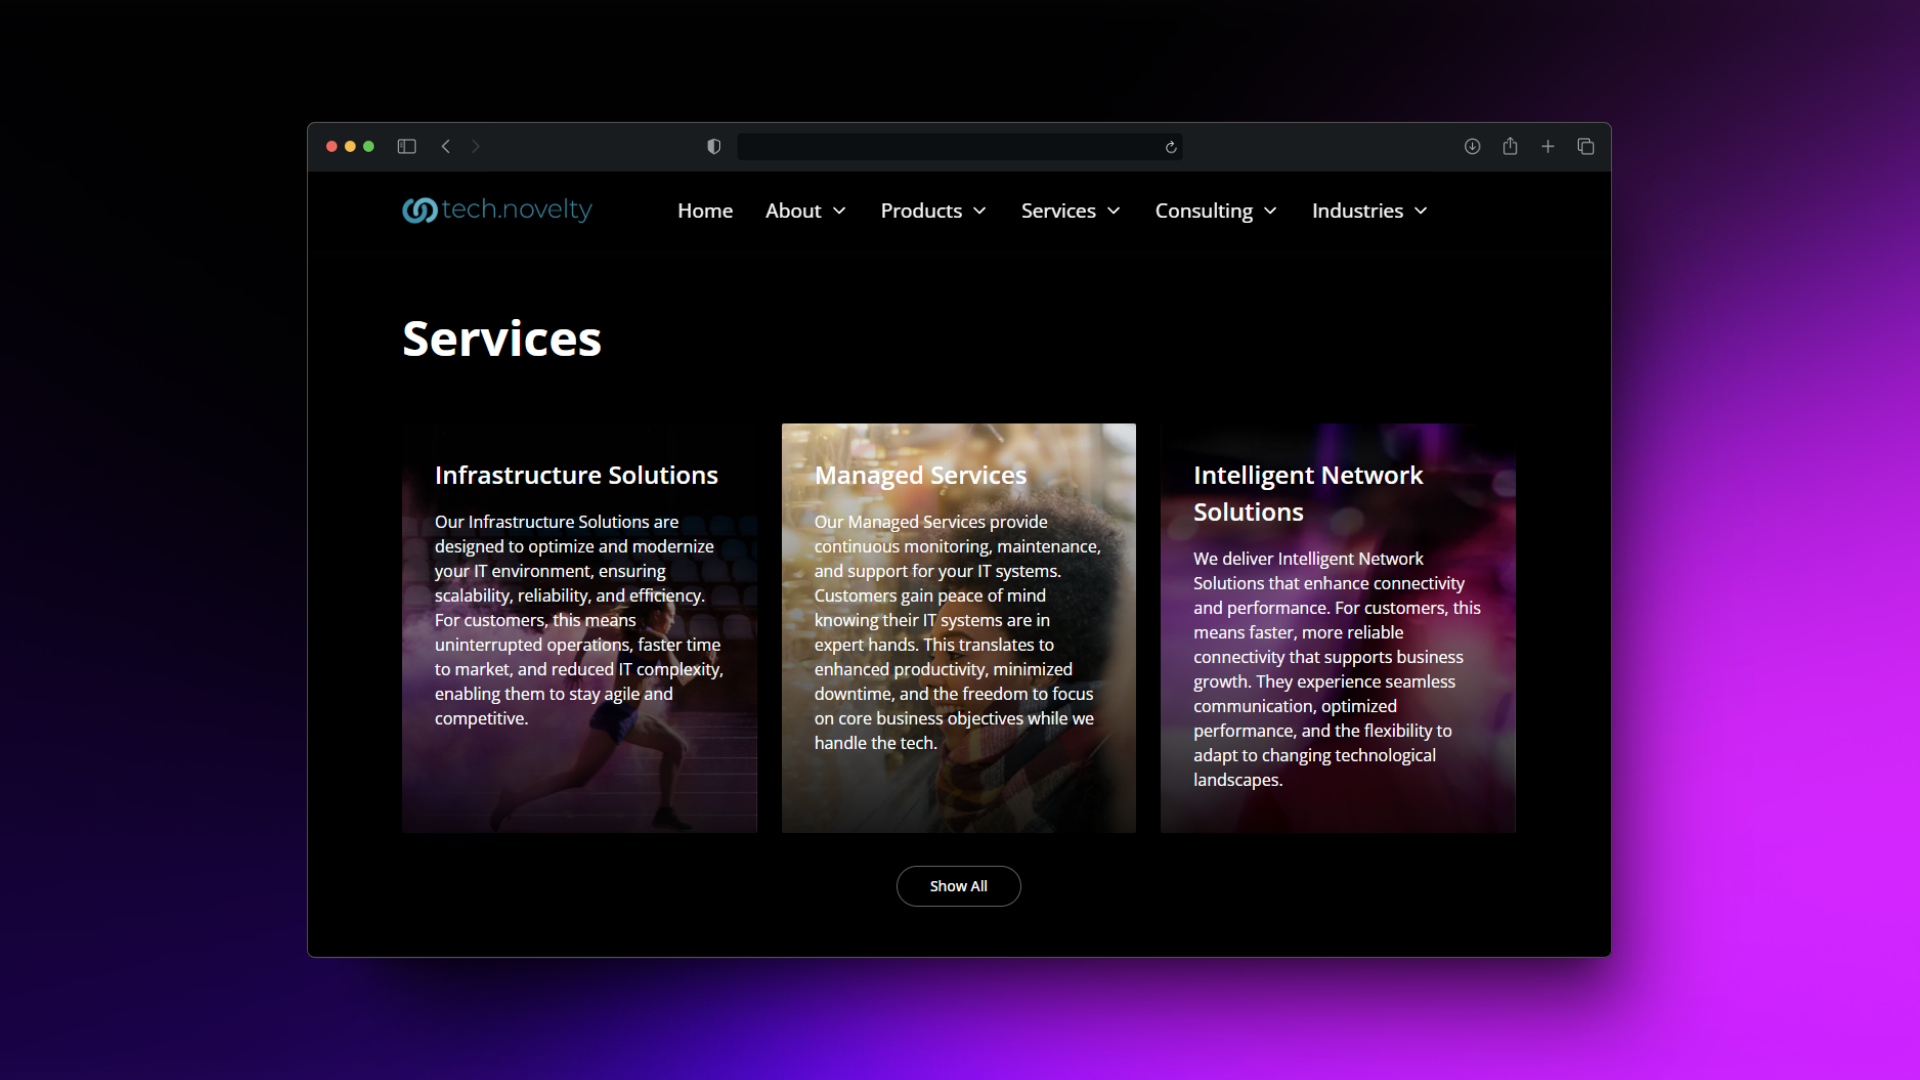 tech.novelty Home About Products Services Consulting Industries
Services
Infrastructure Solutions
Our Infrastructure Solutions are
designed to optimize and modernize
your IT environment, ensuring
scalability, reliability, and efficiency.
For customers, this means
uninterrupted operations, faster time
to market, and reduced IT complexity,
enabling them to stay agile and
competitive.
Managed Services
Our Managed Services provide
continuous monitoring, maintenance,
and support for your IT systems.
Customers gain peace of mind
knowing their IT systems are in
expert hands. This translates to
enhanced productivity, minimized
downtime, and the freedom to focus
on core business objectives while we
handle the tech.
Intelligent Network
Solutions
We deliver Intelligent Network
Solutions that enhance connectivity
and performance. For customers, this
means faster, more reliable
connectivity that supports business
growth. They experience seamless
communication, optimized
performance, and the flexibility to
adapt to changing technological
landscapes.
Show All